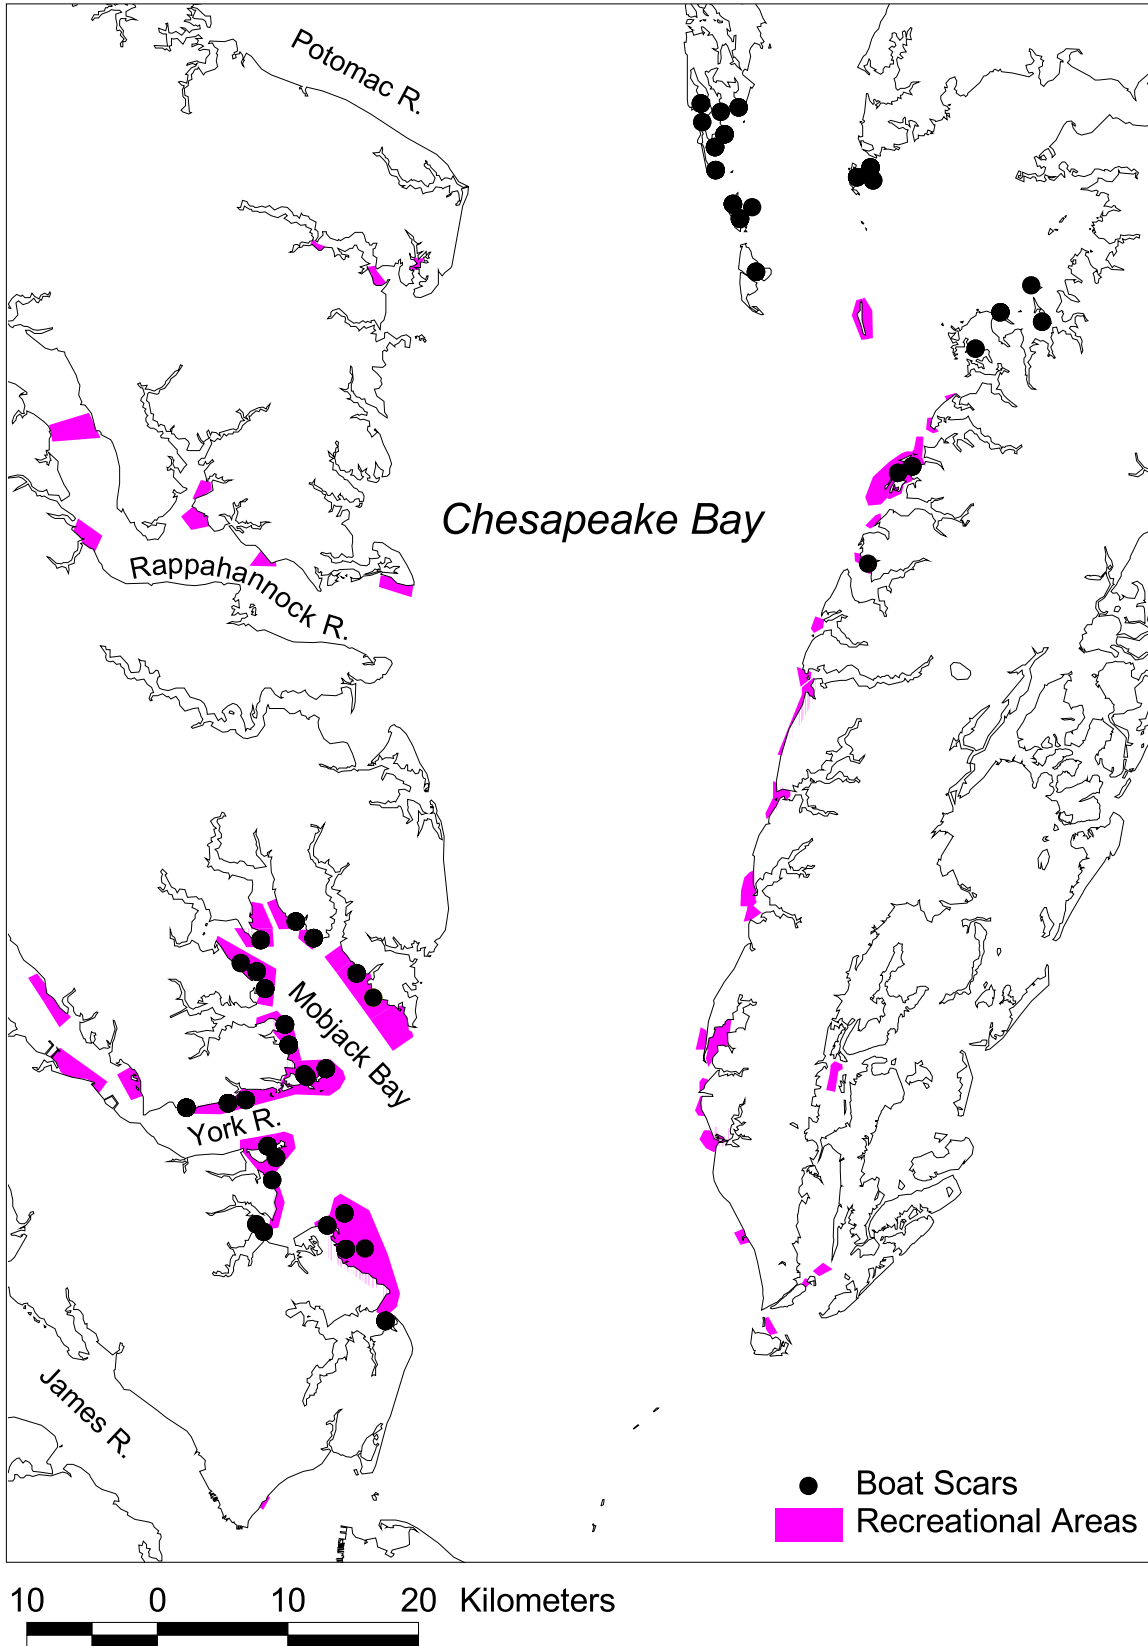 Potomac R.
Chesapeake Bay
Rappahannock R.
Mobjack Bay
York R.
James R.
Boat Scars
Recreational Areas
10 0 10 20 Kilometers